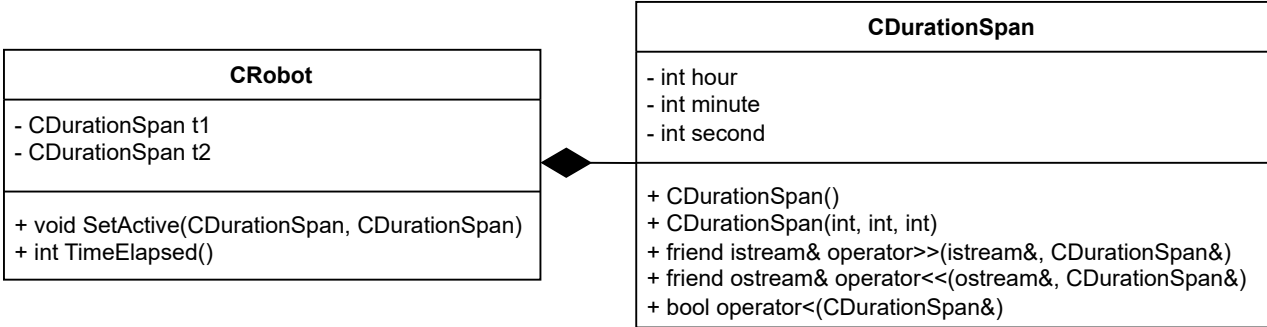 CRobot
- CDurationSpan t1
- CDurationSpan t2
+ void SetActive(CDurationSpan, CDurationSpan)
+ int TimeElapsed()
CDurationSpan
- int hour
- int minute
- int second
+ CDurationSpan()
+ CDurationSpan(int, int, int)
+ friend istream& operator>>(istream&, CDurationSpan&)
+ friend ostream& operator<<(ostream&, CDurationSpan&)
+ bool operator<(CDurationSpan&)